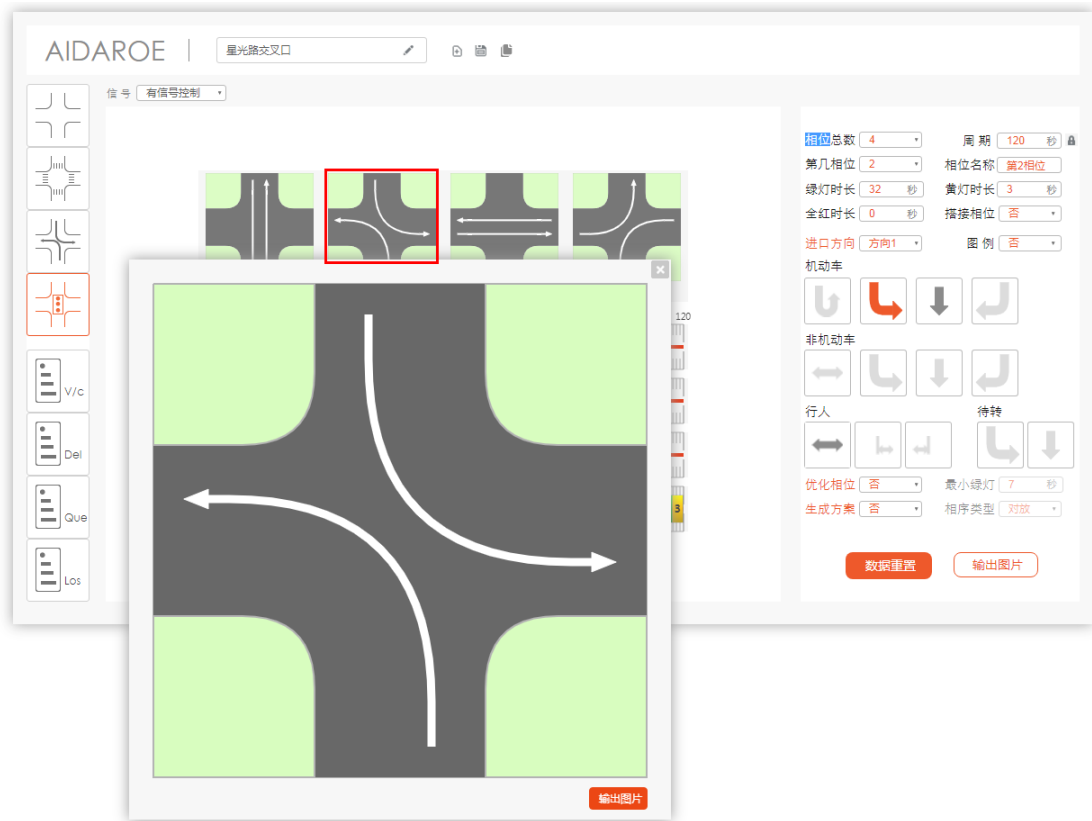 AIDAROE
星光路交叉口
信 号 有信号控制
相位总数 4 周 期 120 秒
第几相位 2 相位名称 第2相位
绿灯时长 32 秒 黄灯时长 3 秒
全红时长 0 秒 搭接相位 否
进口方向 方向1 图 例 否
机动车
120
非机动车
V/c
行人 待转
Del
优化相位 否 最小绿灯 7 秒
生成方案 否 相序类型 对放
3
Que
数据重置 输出图片
Los
输出图片